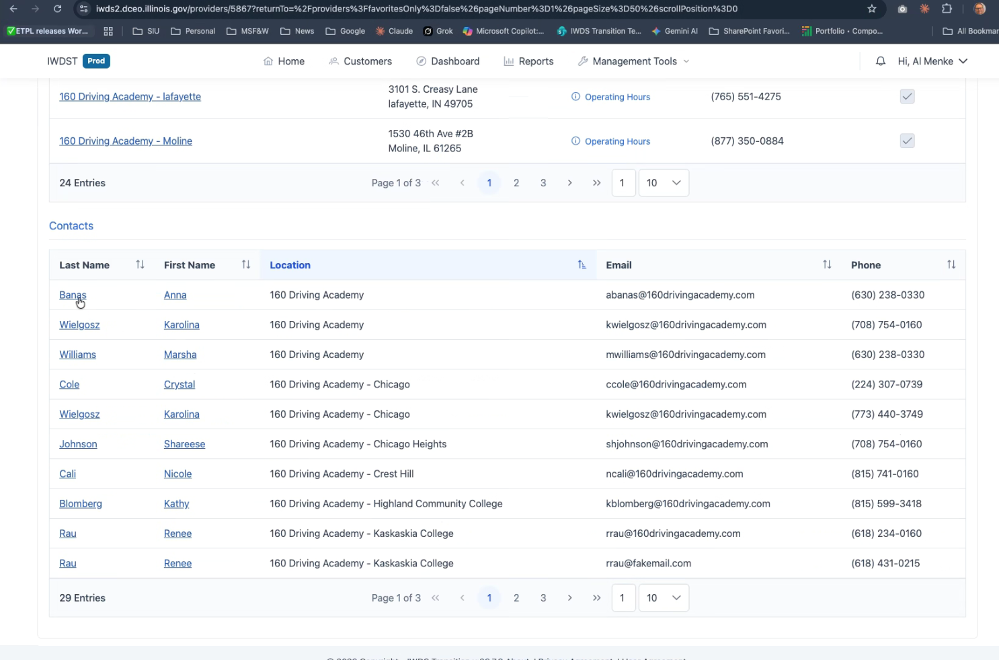 iwds2.dceo.illinois.gov/providers/5867?returnTo=%2Fproviders%3FfavoritesOnly%3Dfalse%26pageNumber%3D1%26pageSize%3D50%26scrollPosition%3D0
ETPL releases Wor... SIU Personal MSF&W News Google Claude Grok Microsoft Copilot:... IWDS Transition Te... Gemini AI SharePoint Favori... Portfolio • Compo... All Bookmar
IWDST Prod Home Customers Dashboard Reports Management Tools Hi, Al Menke
160 Driving Academy - lafayette 3101 S. Creasy Lane Operating Hours (765) 551-4275
lafayette, IN 49705
160 Driving Academy - Moline 1530 46th Ave #2B Operating Hours (877) 350-0884
Moline, IL 61265
24 Entries Page 1 of 3 « ‹ 1 2 3 › » 1 10
Contacts
Last Name First Name Location Email Phone
Banas Anna 160 Driving Academy abanas@160drivingacademy.com (630) 238-0330
Wielgosz Karolina 160 Driving Academy kwielgosz@160drivingacademy.com (708) 754-0160
Williams Marsha 160 Driving Academy mwilliams@160drivingacademy.com (630) 238-0330
Cole Crystal 160 Driving Academy - Chicago ccole@160drivingacademy.com (224) 307-0739
Wielgosz Karolina 160 Driving Academy - Chicago kwielgosz@160drivingacademy.com (773) 440-3749
Johnson Shareese 160 Driving Academy - Chicago Heights shjohnson@160drivingacademy.com (708) 754-0160
Cali Nicole 160 Driving Academy - Crest Hill ncali@160drivingacademy.com (815) 741-0160
Blomberg Kathy 160 Driving Academy - Highland Community College kblomberg@160drivingacademy.com (815) 599-3418
Rau Renee 160 Driving Academy - Kaskaskia College rrau@160drivingacademy.com (618) 234-0160
Rau Renee 160 Driving Academy - Kaskaskia College rrau@fakemail.com (618) 431-0215
29 Entries Page 1 of 3 « ‹ 1 2 3 › » 1 10